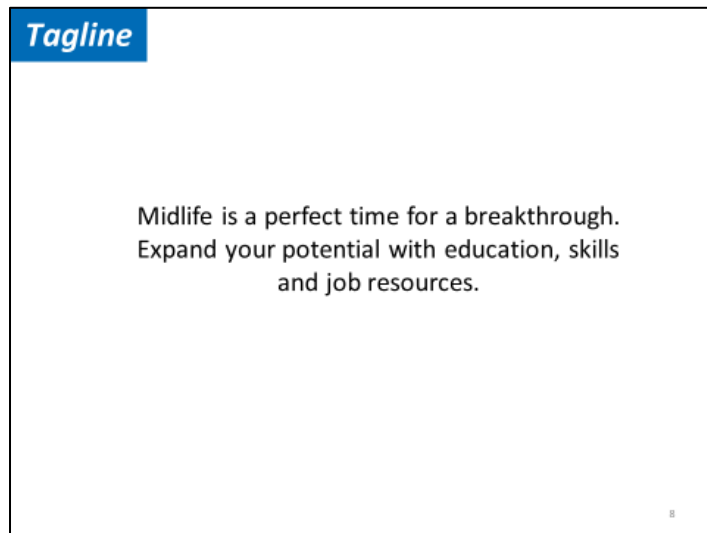 Tagline
Midlife is a perfect time for a breakthrough.
Expand your potential with education, skills
and job resources.
8